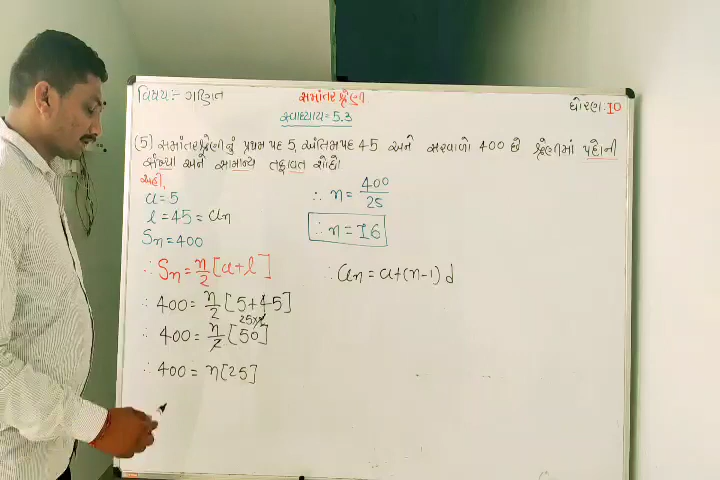 વિષય:- ગણિત
સમાંતર શ્રેણી
ધોરણ: 10
સ્વાધ્યાય = 5.3
(5) સમાંતર શ્રેણીનું પ્રથમ પદ 5, અંતિમ પદ 45 અને સરવાળો 400 છે શ્રેણીમાં પદોની
સંખ્યા અને સામાન્ય તફાવત શોધો
અહીં,
a = 5
l = 45 = an
Sn = 400
∴ Sn = n/2 [a+l]
∴ 400 = n/2 [5+45]
25×2
∴ 400 = n/2 [50]
∴ 400 = n[25]
∴ n = 400/25
∴ n = 16
∴ an = a+(n-1) d